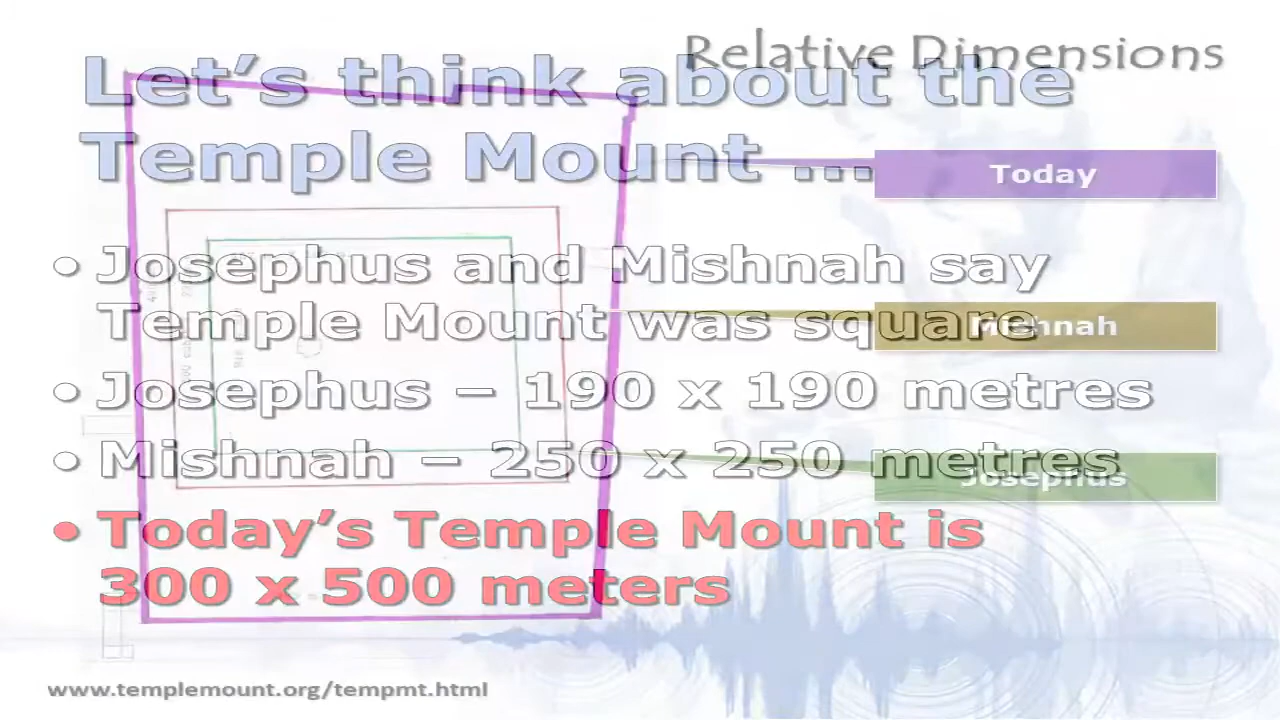 Relative Dimensions
Let’s think about the
Temple Mount ...
Today
• Josephus and Mishnah say
Temple Mount was square
Mishnah
• Josephus – 190 x 190 metres
• Mishnah – 250 x 250 metres
Josephus
• Today’s Temple Mount is
300 x 500 meters
www.templemount.org/tempmt.html